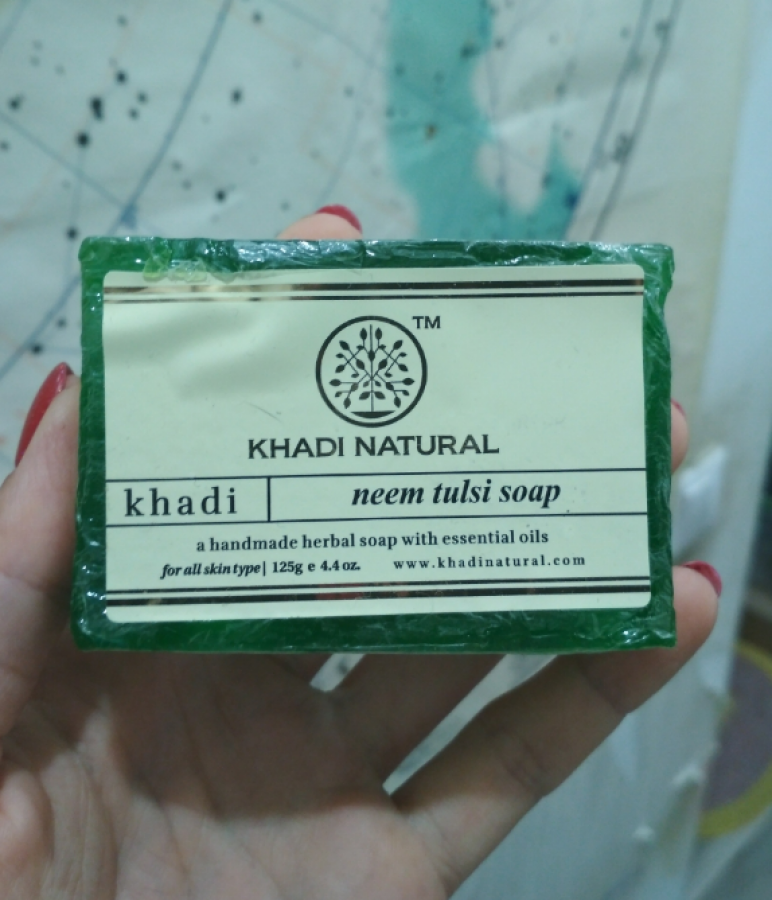 TM
KHADI NATURAL
khadi
neem tulsi soap
a handmade herbal soap with essential oils
for all skin type | 125g e 4.4 oz. www.khadinatural.com